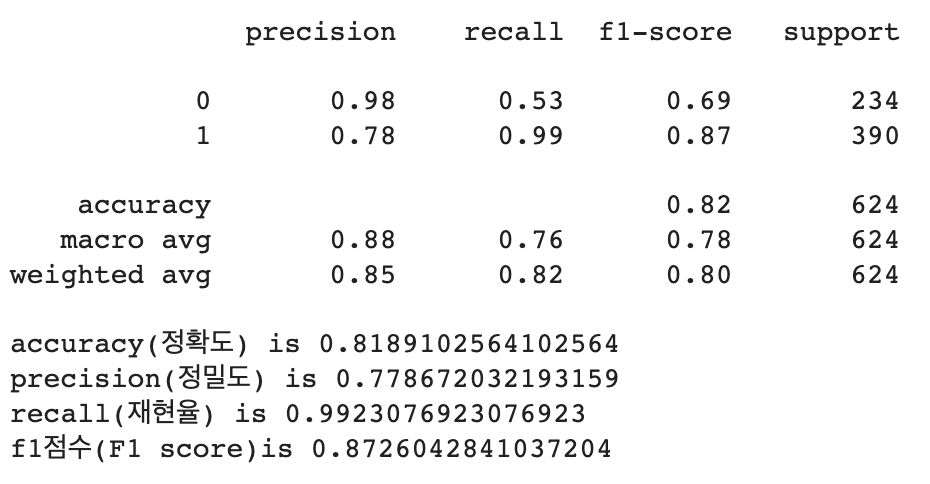 precision recall f1-score support
0 0.98 0.53 0.69 234
1 0.78 0.99 0.87 390
accuracy 0.82 624
macro avg 0.88 0.76 0.78 624
weighted avg 0.85 0.82 0.80 624
accuracy(정확도) is 0.8189102564102564
precision(정밀도) is 0.778672032193159
recall(재현율) is 0.9923076923076923
f1점수(F1 score)is 0.8726042841037204